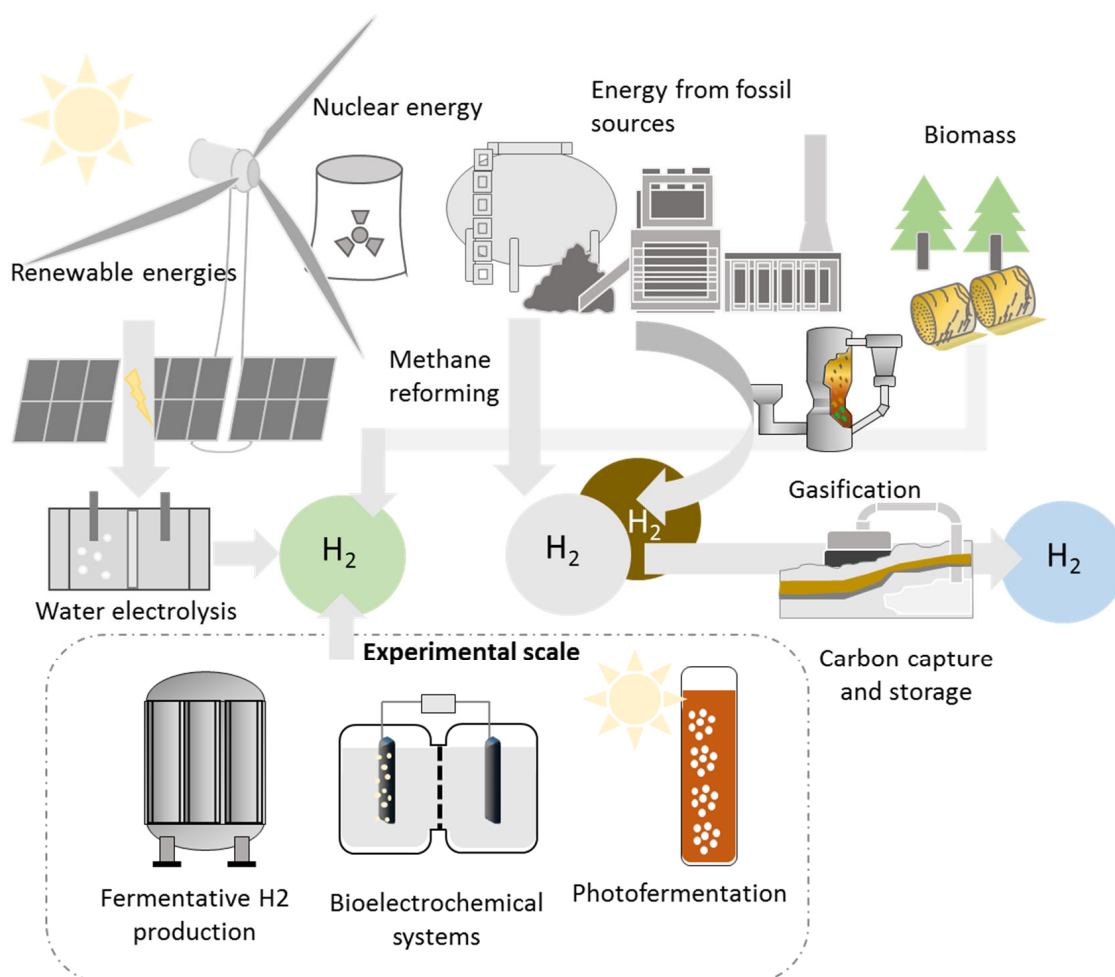 Nuclear energy
Energy from fossil
sources
Biomass
Renewable energies
Methane
reforming
Gasification
H2
H2
H2
H2
Water electrolysis
Experimental scale
Carbon capture
and storage
Fermentative H2
production
Bioelectrochemical
systems
Photofermentation